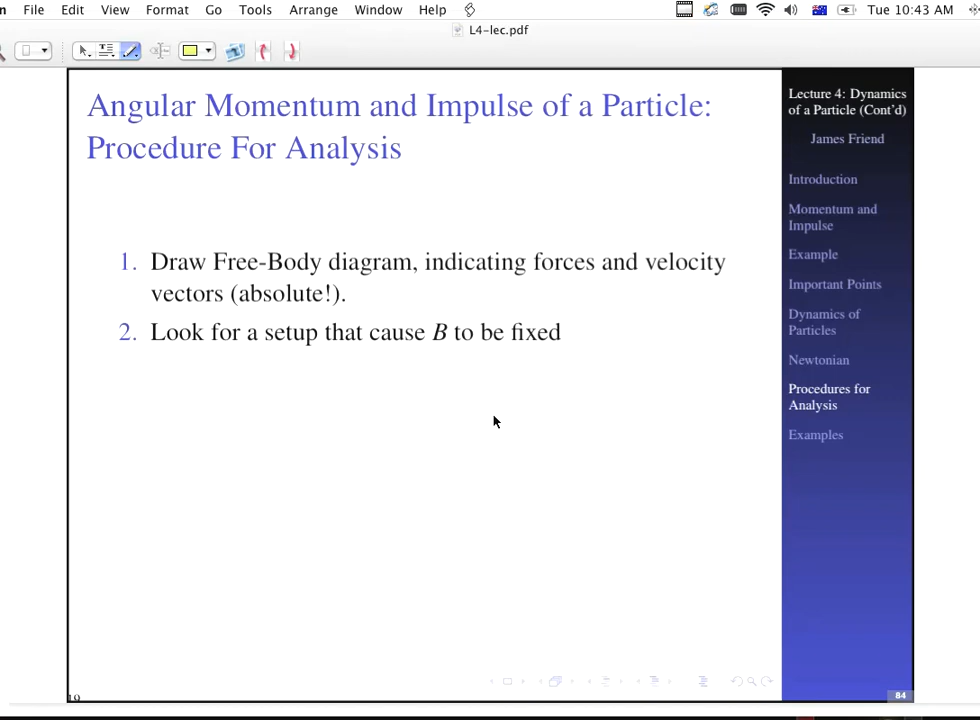 File Edit View Format Go Tools Arrange Window Help Tue 10:43 AM
L4-lec.pdf
Angular Momentum and Impulse of a Particle:
Procedure For Analysis
1. Draw Free-Body diagram, indicating forces and velocity
vectors (absolute!).
2. Look for a setup that cause B to be fixed
Lecture 4: Dynamics
of a Particle (Cont'd)
James Friend
Introduction
Momentum and
Impulse
Example
Important Points
Dynamics of
Particles
Newtonian
Procedures for
Analysis
Examples
84